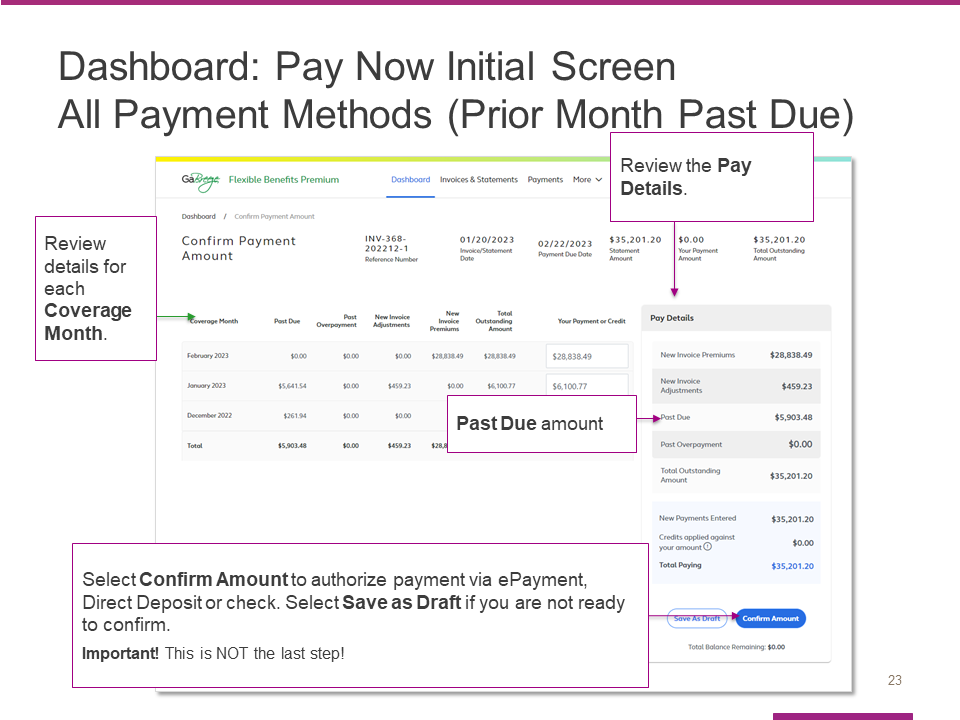 Dashboard: Pay Now Initial Screen
All Payment Methods (Prior Month Past Due)
Review the Pay
Details.
Flexible Benefits Premium
Dashboard
Invoices & Statements
Payments
More
Dashboard / Confirm Payment Amount
Confirm Payment
Amount
INV-368-
202212-1
Reference Number
01/20/2023
Invoice/Statement
Date
02/22/2023
Payment Due Date
$35,201.20
Statement
Amount
$0.00
Your Payment
Amount
$35,201.20
Total Outstanding
Amount
Review
details for
each
Coverage
Month.
Coverage Month
Past Due
Past
Overpayment
New Invoice
Adjustments
New
Invoice
Premiums
Total
Outstanding
Amount
Your Payment or Credit
February 2023 $0.00 $0.00 $0.00 $28,838.49 $28,838.49 $28,838.49
January 2023 $5,641.54 $0.00 $459.23 $0.00 $6,100.77 $6,100.77
December 2022 $261.94 $0.00 $0.00
Total $5,903.48 $0.00 $459.23
Past Due amount
Pay Details
New Invoice Premiums $28,838.49
New Invoice
Adjustments
$459.23
Past Due $5,903.48
Past Overpayment $0.00
Total Outstanding
Amount
$35,201.20
New Payments Entered $35,201.20
Credits applied against
your amount
$0.00
Total Paying $35,201.20
Save As Draft
Confirm Amount
Total Balance Remaining: $0.00
Select Confirm Amount to authorize payment via ePayment,
Direct Deposit or check. Select Save as Draft if you are not ready
to confirm.
Important! This is NOT the last step!
23